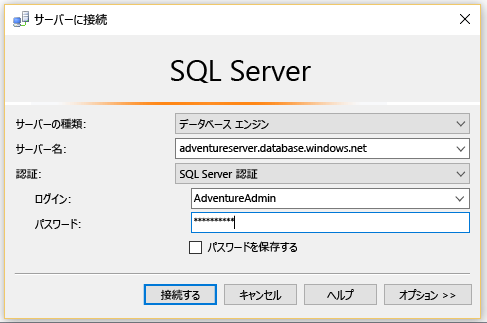 サーバーに接続
SQL Server
サーバーの種類: データベース エンジン
サーバー名: adventureserver.database.windows.net
認証: SQL Server 認証
ログイン: AdventureAdmin
パスワード: **********
パスワードを保存する
接続する キャンセル ヘルプ オプション >>